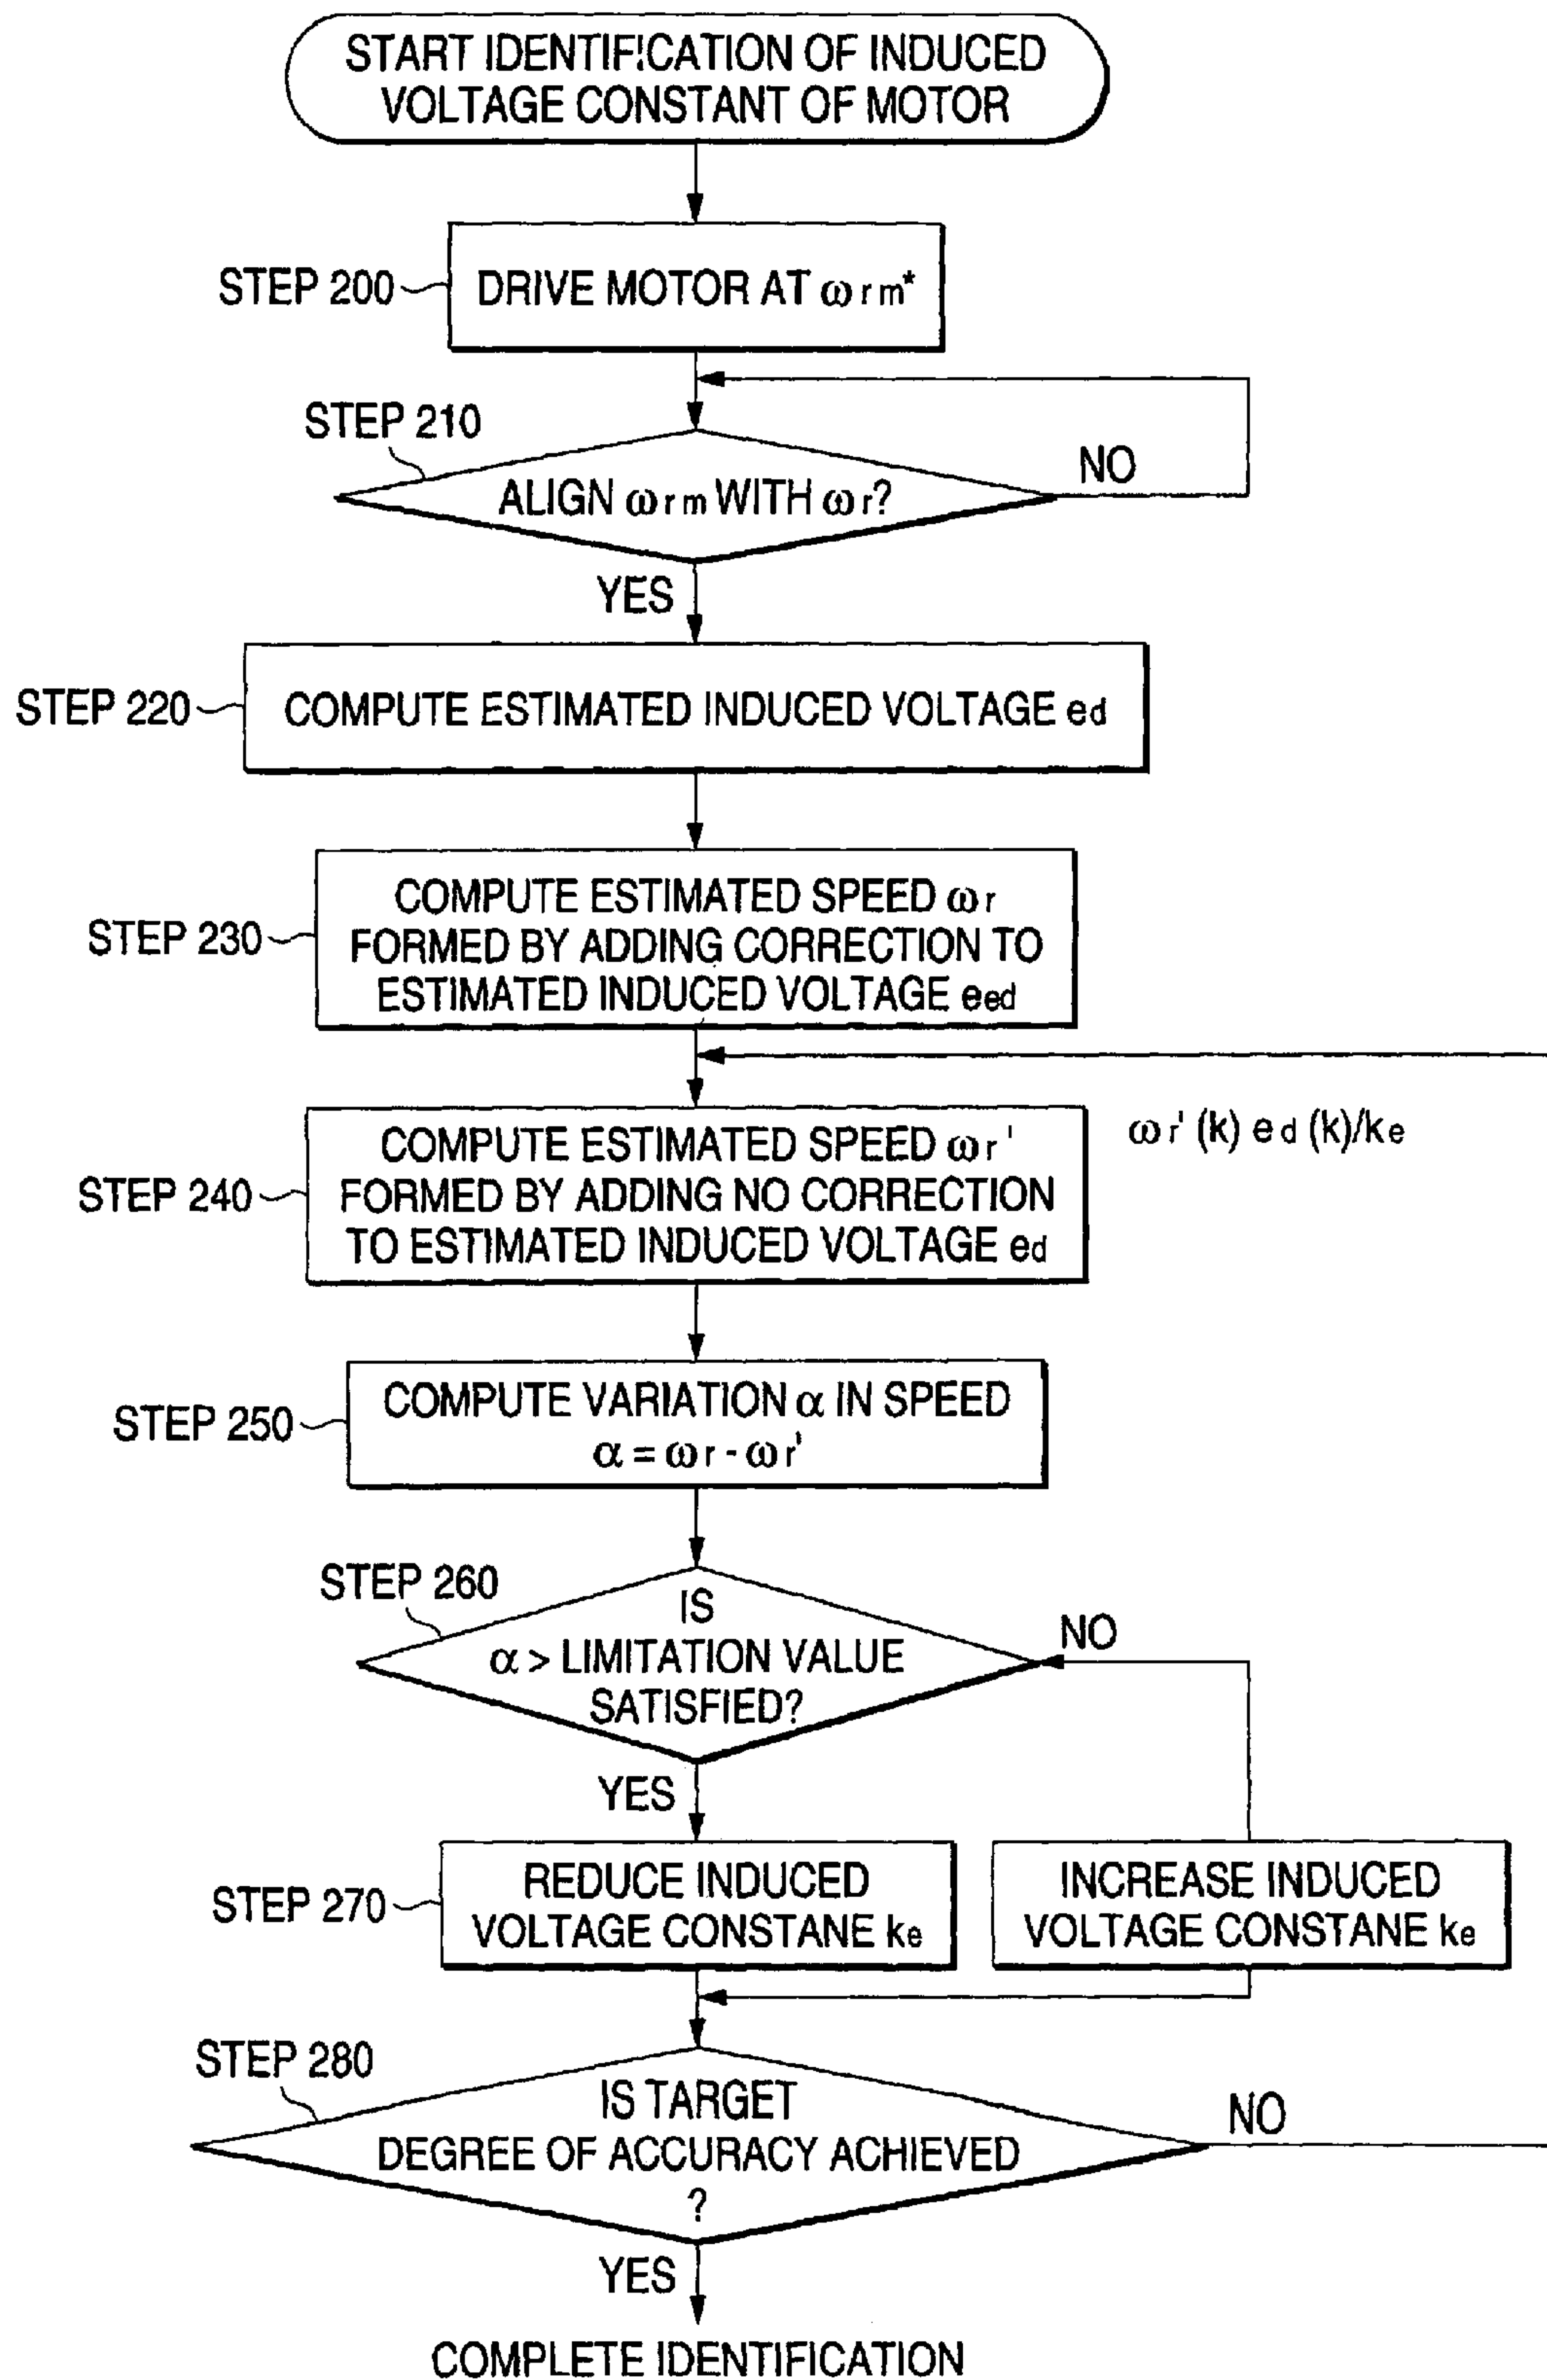 START IDENTIFICATION OF INDUCED
VOLTAGE CONSTANT OF MOTOR
STEP 200
DRIVE MOTOR AT ωrm*
STEP 210
ALIGN ωrm WITH ωr?
NO
YES
STEP 220
COMPUTE ESTIMATED INDUCED VOLTAGE ed
STEP 230
COMPUTE ESTIMATED SPEED ωr
FORMED BY ADDING CORRECTION TO
ESTIMATED INDUCED VOLTAGE eed
STEP 240
COMPUTE ESTIMATED SPEED ωr'
FORMED BY ADDING NO CORRECTION
TO ESTIMATED INDUCED VOLTAGE ed
ωr' (k) ed (k)/ke
STEP 250
COMPUTE VARIATION α IN SPEED
α = ωr - ωr'
STEP 260
IS
α > LIMITATION VALUE
SATISFIED?
NO
YES
STEP 270
REDUCE INDUCED
VOLTAGE CONSTANE ke
INCREASE INDUCED
VOLTAGE CONSTANE ke
STEP 280
IS TARGET
DEGREE OF ACCURACY ACHIEVED
?
NO
YES
COMPLETE IDENTIFICATION